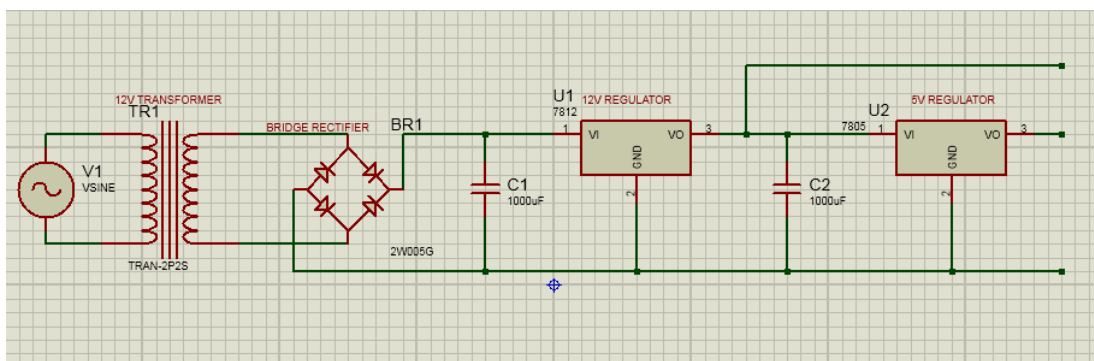 12V TRANSFORMER
TR1
V1
VSINE
TRAN-2P2S
BRIDGE RECTIFIER
BR1
2W005G
C1
1000uF
U1
12V REGULATOR
7812
1
VI
VO
3
GND
2
C2
1000uF
U2
5V REGULATOR
7805
1
VI
VO
3
GND
2